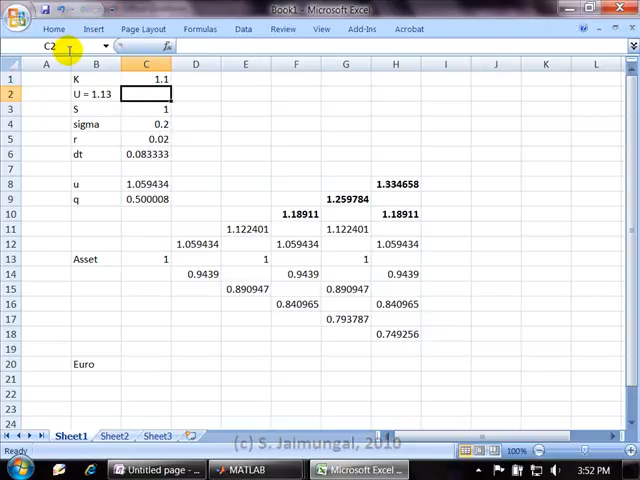 Book1 - Microsoft Excel
Home Insert Page Layout Formulas Data Review View Add-Ins Acrobat
C2 fx
A B C D E F G H I J K L
1 K 1.1
2 U = 1.13
3 S 1
4 sigma 0.2
5 r 0.02
6 dt 0.083333
7
8 u 1.059434 1.334658
9 q 0.500008 1.259784
10 1.18911 1.18911
11 1.122401 1.122401
12 1.059434 1.059434 1.059434
13 Asset 1 1 1
14 0.9439 0.9439 0.9439
15 0.890947 0.890947
16 0.840965 0.840965
17 0.793787
18 0.749256
19
20 Euro
21
22
23
24
Sheet1 Sheet2 Sheet3
(c) S. Jaimungal, 2010
Ready 100%
Untitled page - ... MATLAB Microsoft Excel 3:52 PM